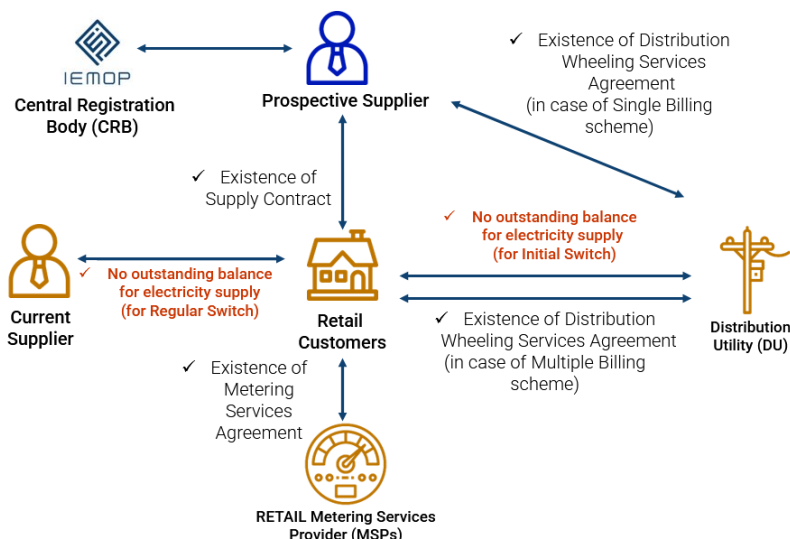 IEMOP
Central Registration
Body (CRB)
Prospective Supplier
✓ Existence of Distribution
Wheeling Services
Agreement
(in case of Single Billing
scheme)
✓ Existence of
Supply Contract
✓ No outstanding balance
for electricity supply
(for Regular Switch)
✓ No outstanding balance
for electricity supply
(for Initial Switch)
Current
Supplier
Retail
Customers
✓ Existence of Distribution
Wheeling Services Agreement
(in case of Multiple Billing
scheme)
Distribution
Utility (DU)
✓ Existence of
Metering
Services
Agreement
RETAIL Metering Services
Provider (MSPs)